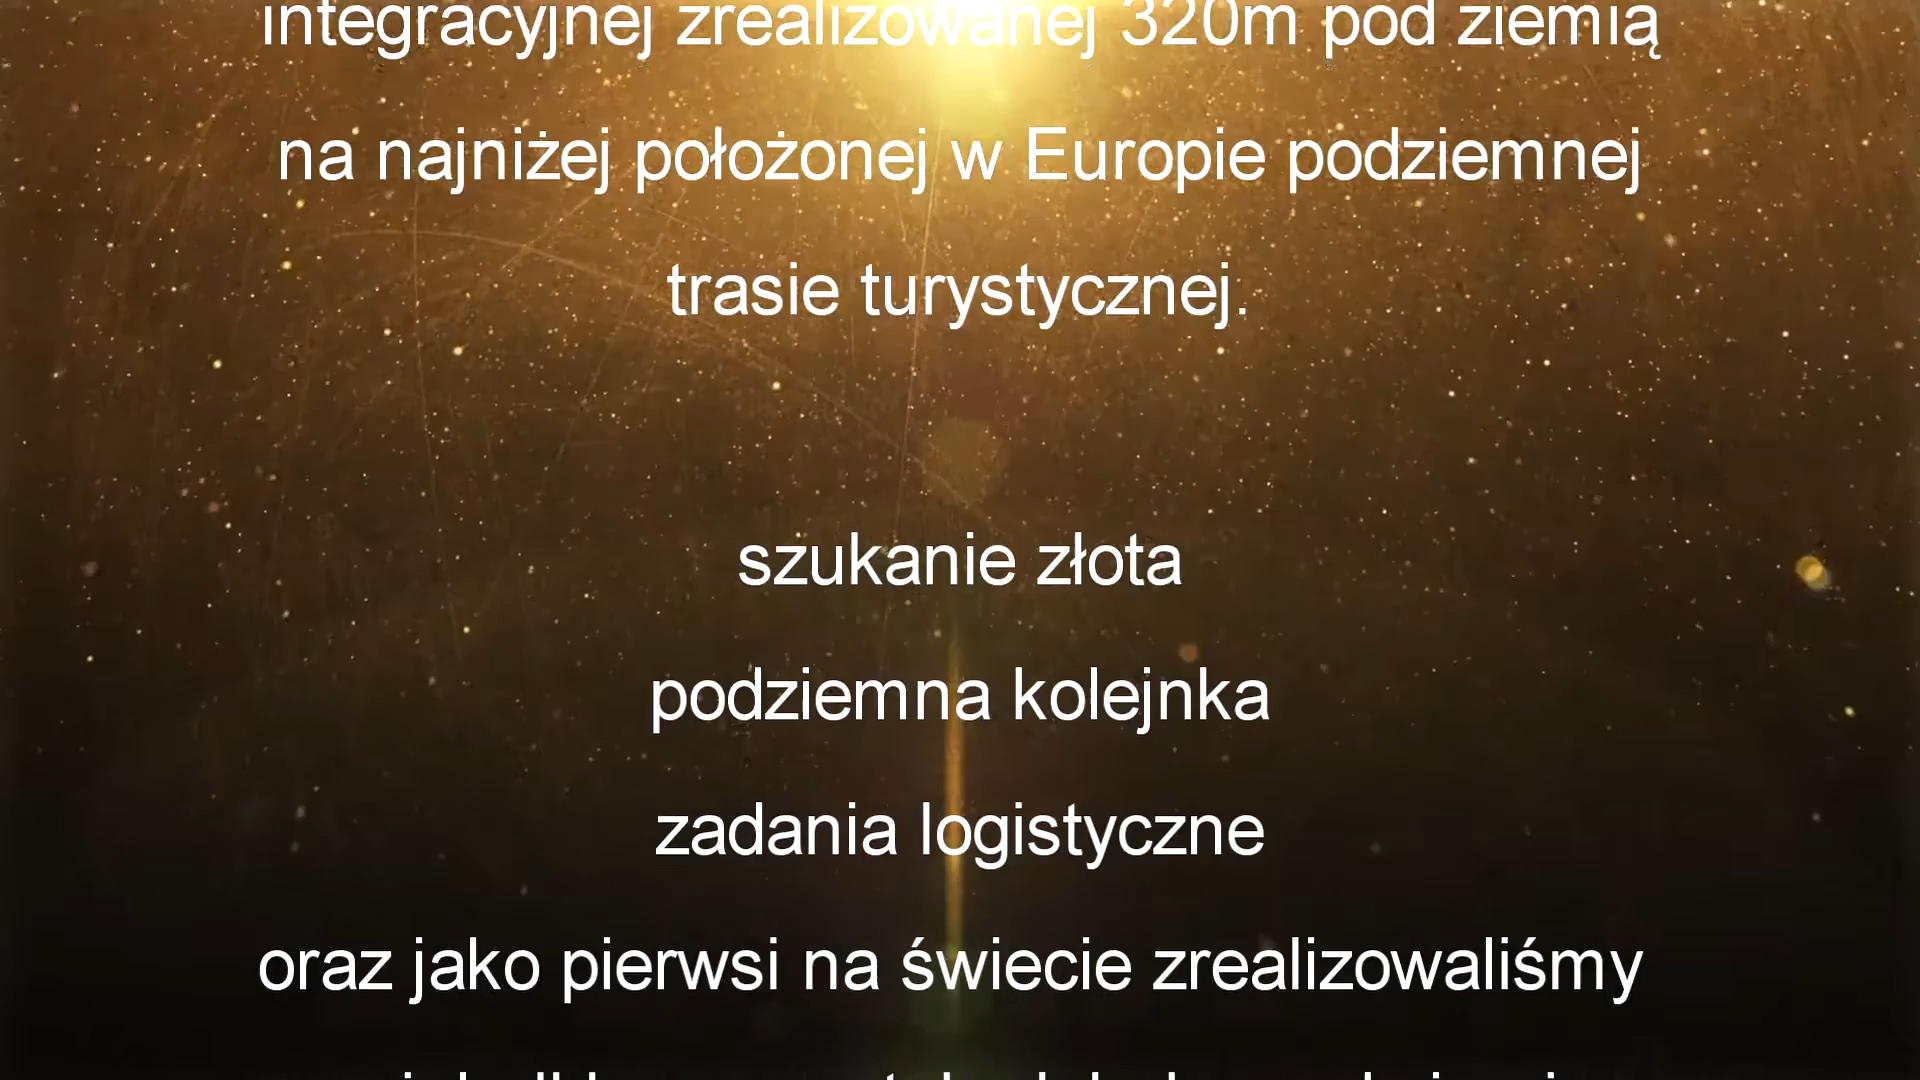 integracyjnej zrealizowanej 320m pod ziemią
na najniżej położonej w Europie podziemnej
trasie turystycznej.
szukanie złota
podziemna kolejnka
zadania logistyczne
oraz jako pierwsi na świecie zrealizowaliśmy